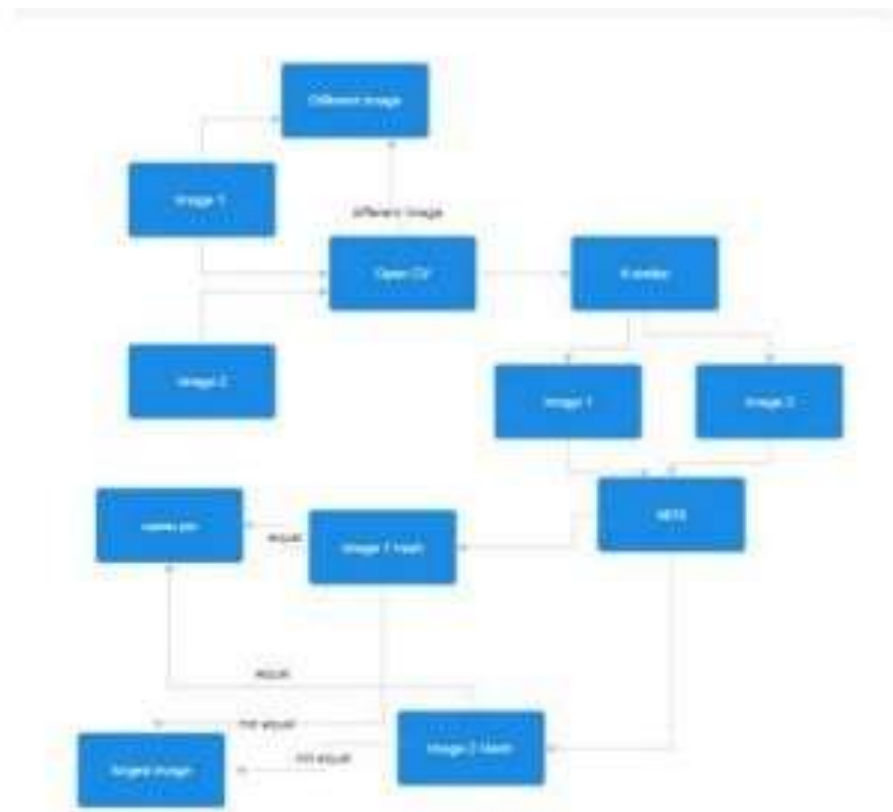 Different Image
Image 1
different image
Open CV
Image 2
Image 1
Image 2
equal
Image 1 Hash
equal
not equal
Image 2 Hash
not equal